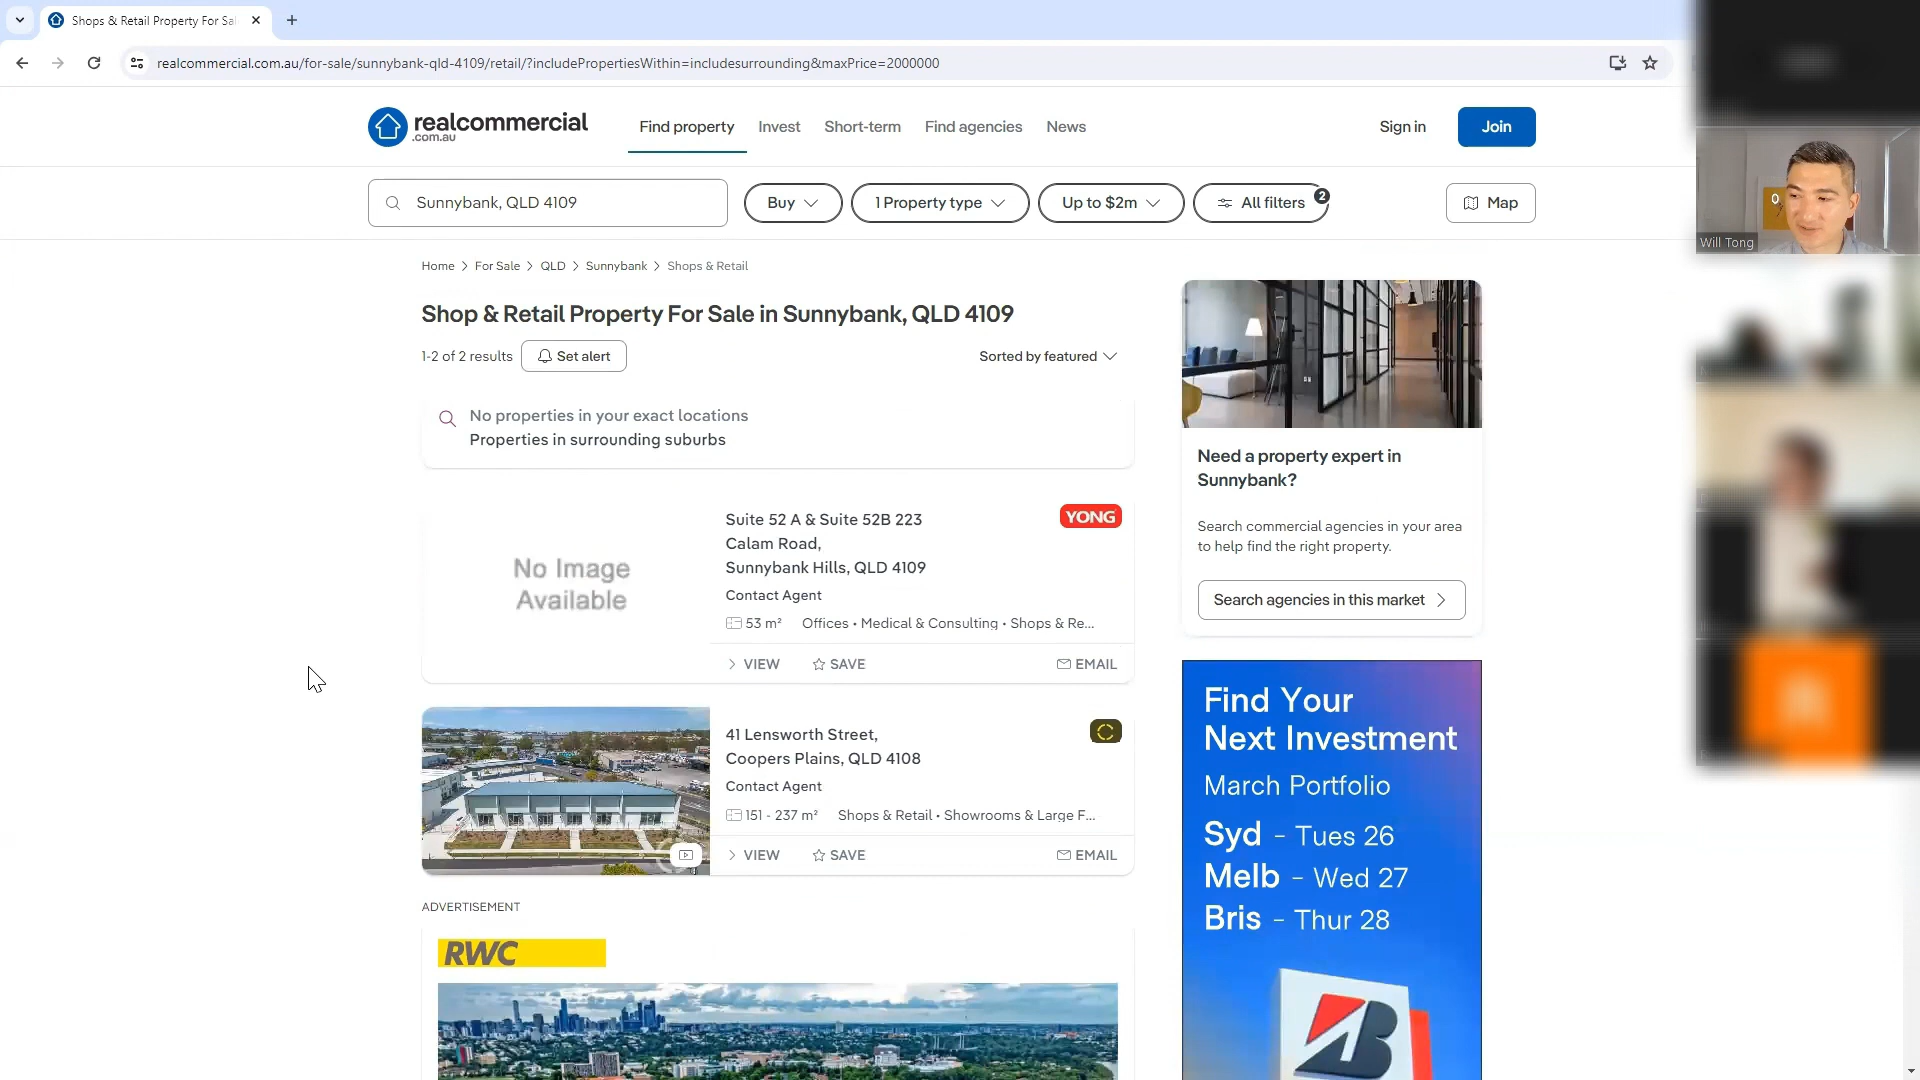 Shops & Retail Property For Sa
realcommercial.com.au/for-sale/sunnybank-qld-4109/retail/?includePropertiesWithin=includesurrounding&maxPrice=2000000
realcommercial
.com.au
Find property
Invest
Short-term
Find agencies
News
Sign in
Join
Sunnybank, QLD 4109
Buy
1 Property type
Up to $2m
All filters
2
Map
Will Tong
Home > For Sale > QLD > Sunnybank > Shops & Retail
Shop & Retail Property For Sale in Sunnybank, QLD 4109
1-2 of 2 results
Set alert
Sorted by featured
No properties in your exact locations
Properties in surrounding suburbs
No Image
Available
Suite 52 A & Suite 52B 223
Calam Road,
Sunnybank Hills, QLD 4109
YONG
Contact Agent
53 m² Offices • Medical & Consulting • Shops & Re...
VIEW
SAVE
EMAIL
41 Lensworth Street,
Coopers Plains, QLD 4108
Contact Agent
151 - 237 m² Shops & Retail • Showrooms & Large F...
VIEW
SAVE
EMAIL
ADVERTISEMENT
RWC
Need a property expert in
Sunnybank?
Search commercial agencies in your area
to help find the right property.
Search agencies in this market
Find Your
Next Investment
March Portfolio
Syd - Tues 26
Melb - Wed 27
Bris - Thur 28